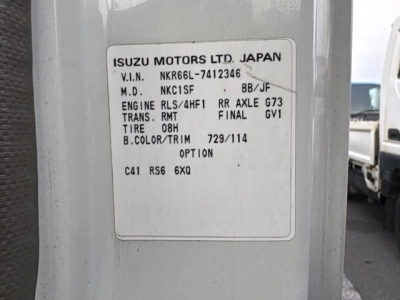 ISUZU MOTORS LTD. JAPAN
V.I.N. NKR66L-7412346
M.D. NKC1SF . BB/JF
ENGINE RLS/4HF1 RR AXLE G73
TRANS. RMT FINAL GV1
TIRE 08H
B.COLOR/TRIM 729/114
OPTION
C41 RS6 6XQ